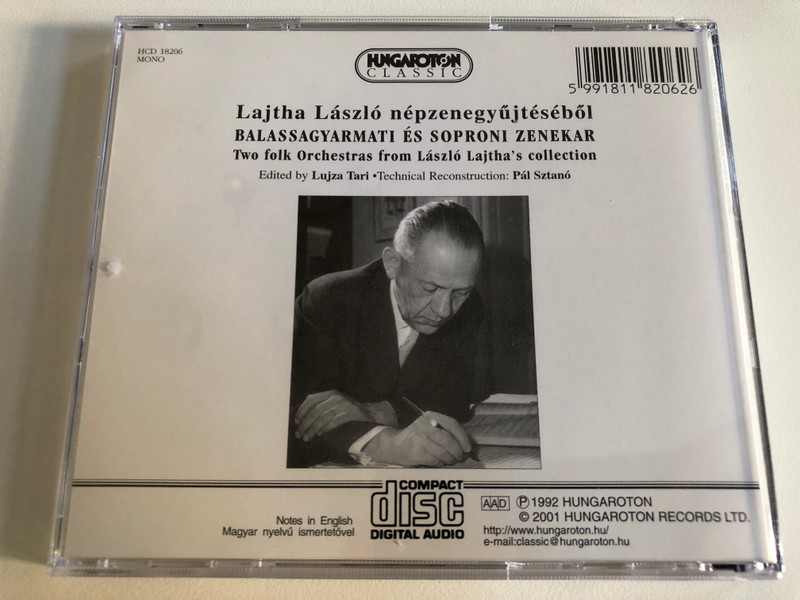 HCD 18206
MONO
HUNGAROTON
CLASSIC
5 991811 820626
Lajtha László népzenegyűjtéséből
BALASSAGYARMATI ÉS SOPRONI ZENEKAR
Two folk Orchestras from László Lajtha's collection
Edited by Lujza Tari •Technical Reconstruction: Pál Sztanó
Notes in English
Magyar nyelvű ismertetővel
COMPACT
disc
DIGITAL AUDIO
AAD Ⓟ 1992 HUNGAROTON
© 2001 HUNGAROTON RECORDS LTD.
http://www.hungaroton.hu/
e-mail:classic@hungaroton.hu